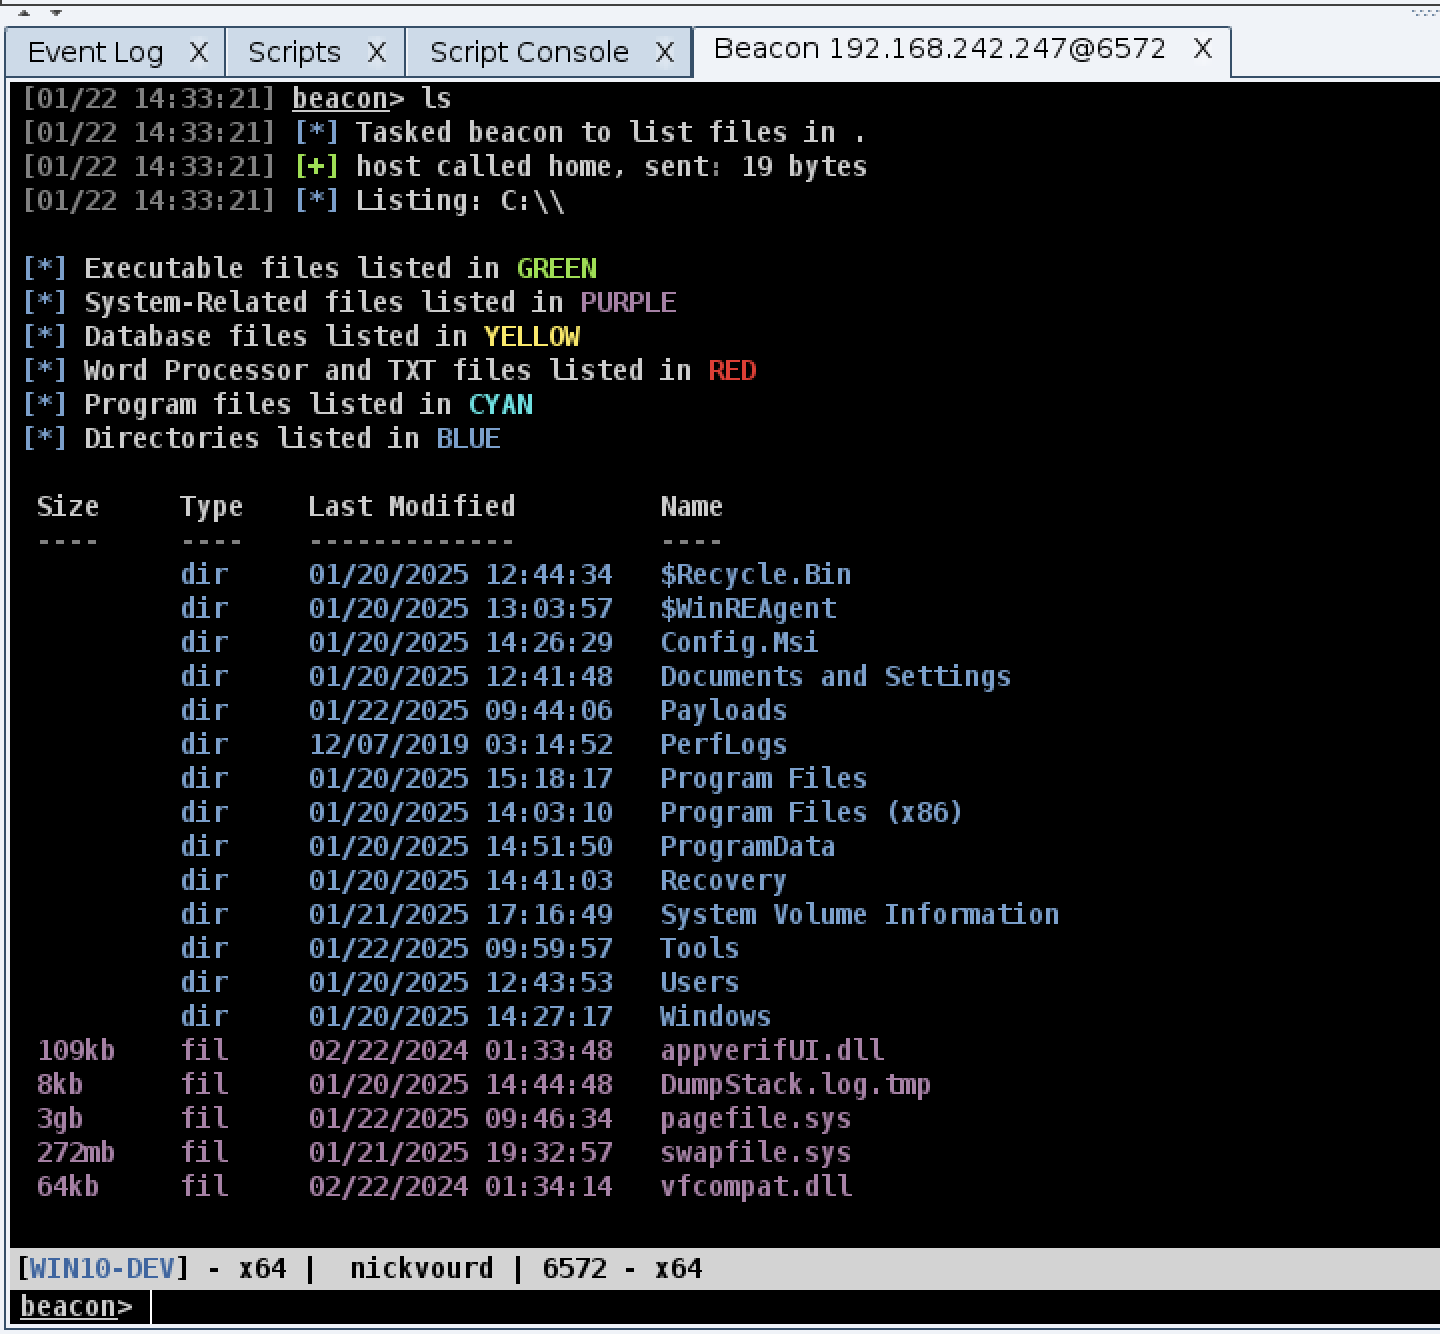 Event Log X Scripts X Script Console X Beacon 192.168.242.247@6572 X
[01/22 14:33:21] beacon> ls
[01/22 14:33:21] [*] Tasked beacon to list files in .
[01/22 14:33:21] [+] host called home, sent: 19 bytes
[01/22 14:33:21] [*] Listing: C:\\
[*] Executable files listed in GREEN
[*] System-Related files listed in PURPLE
[*] Database files listed in YELLOW
[*] Word Processor and TXT files listed in RED
[*] Program files listed in CYAN
[*] Directories listed in BLUE
Size Type Last Modified Name
---- ---- ------------- ----
dir 01/20/2025 12:44:34 $Recycle.Bin
dir 01/20/2025 13:03:57 $WinREAgent
dir 01/20/2025 14:26:29 Config.Msi
dir 01/20/2025 12:41:48 Documents and Settings
dir 01/22/2025 09:44:06 Payloads
dir 12/07/2019 03:14:52 PerfLogs
dir 01/20/2025 15:18:17 Program Files
dir 01/20/2025 14:03:10 Program Files (x86)
dir 01/20/2025 14:51:50 ProgramData
dir 01/20/2025 14:41:03 Recovery
dir 01/21/2025 17:16:49 System Volume Information
dir 01/22/2025 09:59:57 Tools
dir 01/20/2025 12:43:53 Users
dir 01/20/2025 14:27:17 Windows
109kb fil 02/22/2024 01:33:48 appverifUI.dll
8kb fil 01/20/2025 14:44:48 DumpStack.log.tmp
3gb fil 01/22/2025 09:46:34 pagefile.sys
272mb fil 01/21/2025 19:32:57 swapfile.sys
64kb fil 02/22/2024 01:34:14 vfcompat.dll
[WIN10-DEV] - x64 | nickvourd | 6572 - x64
beacon>